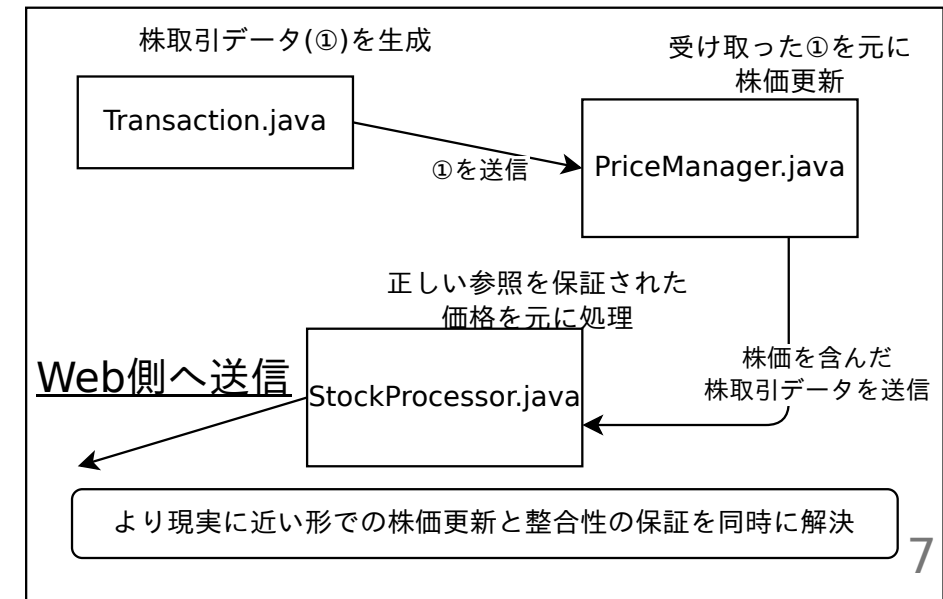 株取引データ(①)を生成
Transaction.java
①を送信
受け取った①を元に
株価更新
PriceManager.java
株価を含んだ
株取引データを送信
正しい参照を保証された
価格を元に処理
StockProcessor.java
Web側へ送信
より現実に近い形での株価更新と整合性の保証を同時に解決
7